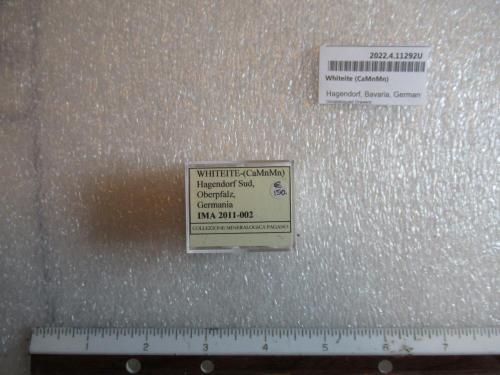 2022.4.11292U
Whiteite (CaMnMn)
Hagendorf, Bavaria, German
WHITEITE-(CaMnMn)
Hagendorf Sud,
Oberpfalz,
Germania
IMA 2011-002
€
150.
COLLEZIONE MINERALOGICA PAGANO
1 2 3 4 5 6 7